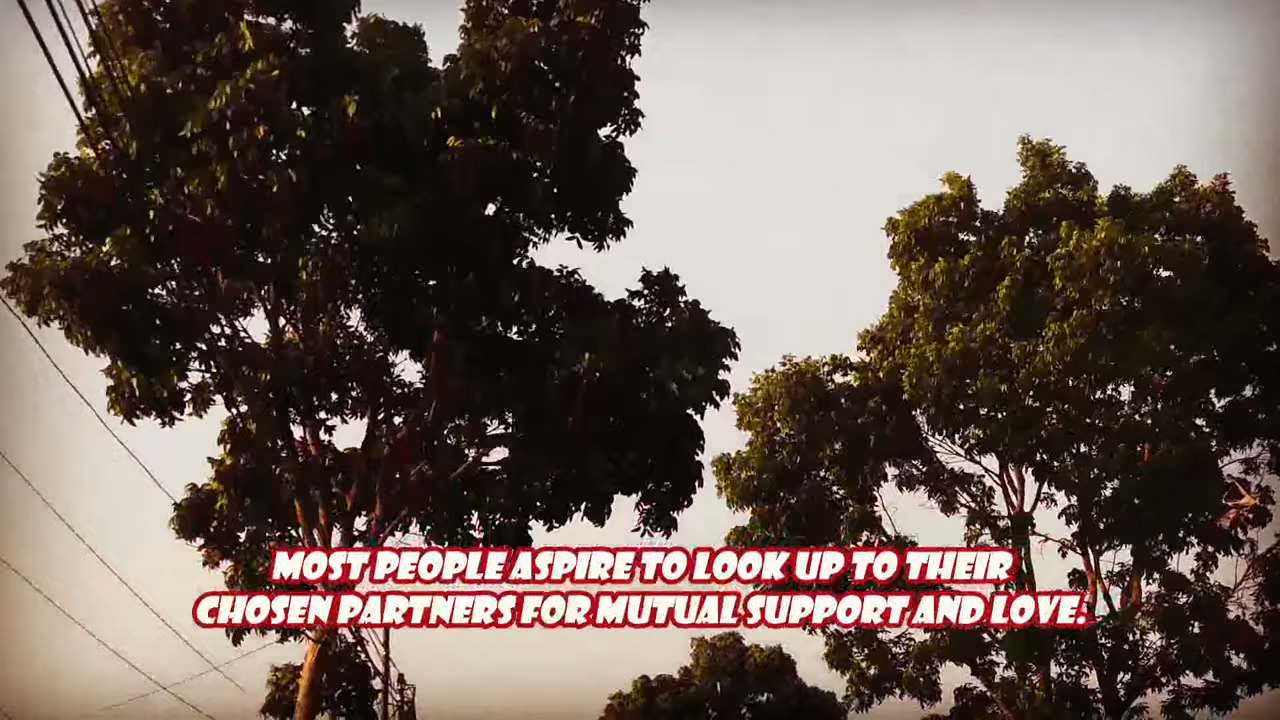 MOST PEOPLE ASPIRE TO LOOK UP TO THEIR
CHOSEN PARTNERS FOR MUTUAL SUPPORT AND LOVE.